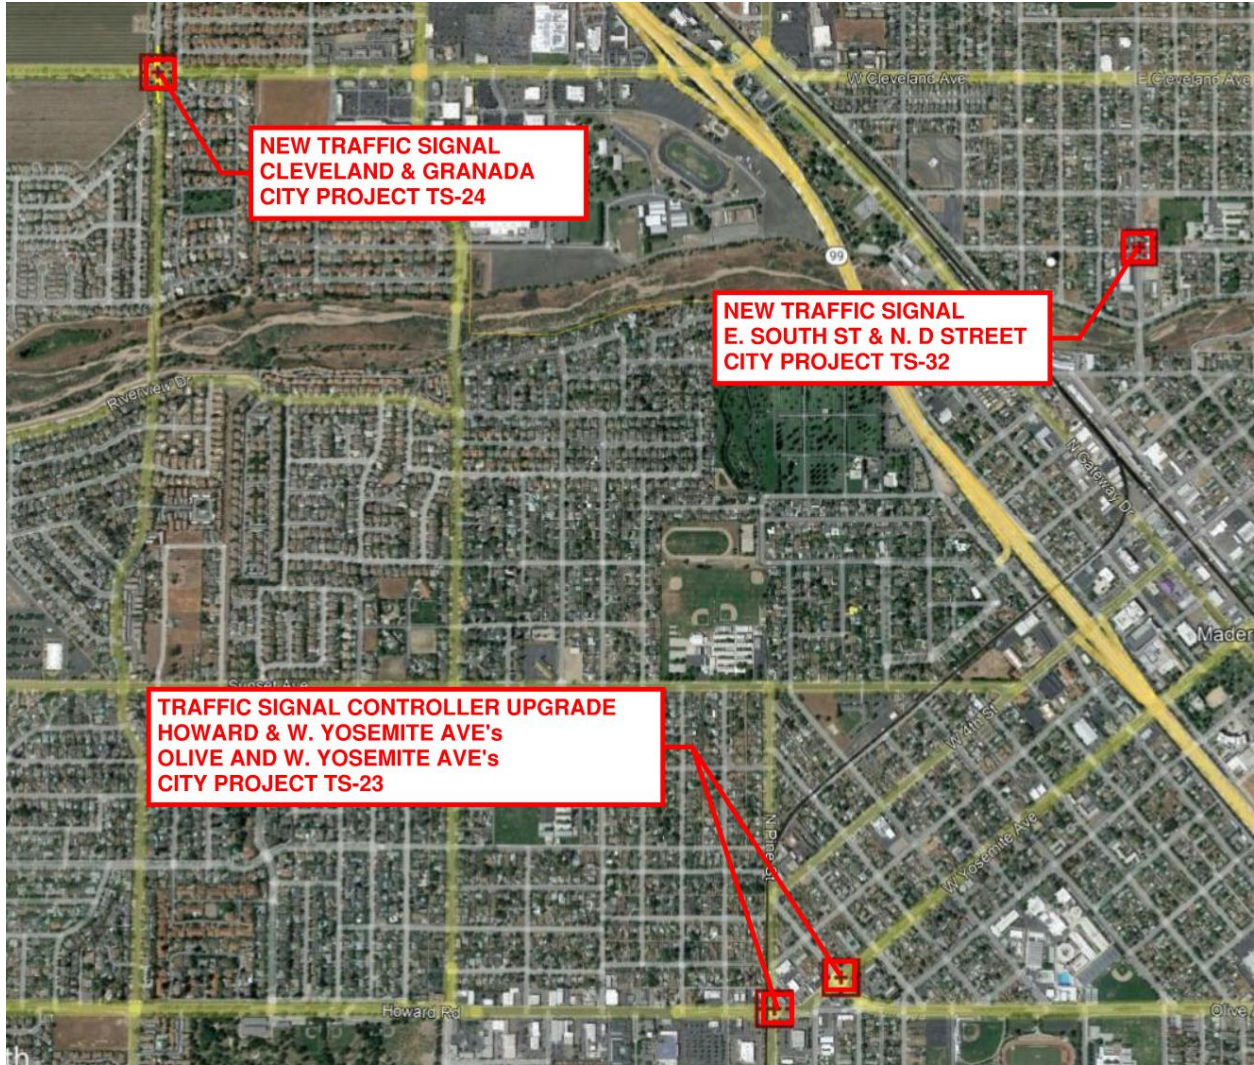 W Cleveland Ave
E Cleveland Ave
NEW TRAFFIC SIGNAL
CLEVELAND & GRANADA
CITY PROJECT TS-24
99
NEW TRAFFIC SIGNAL
E. SOUTH ST & N. D STREET
CITY PROJECT TS-32
Riverview Dr
N Gateway Dr
Mader
Sunset Ave
TRAFFIC SIGNAL CONTROLLER UPGRADE
HOWARD & W. YOSEMITE AVE's
OLIVE AND W. YOSEMITE AVE's
CITY PROJECT TS-23
W 4th St
N Pine St
W Yosemite Ave
Howard Rd
Olive
th